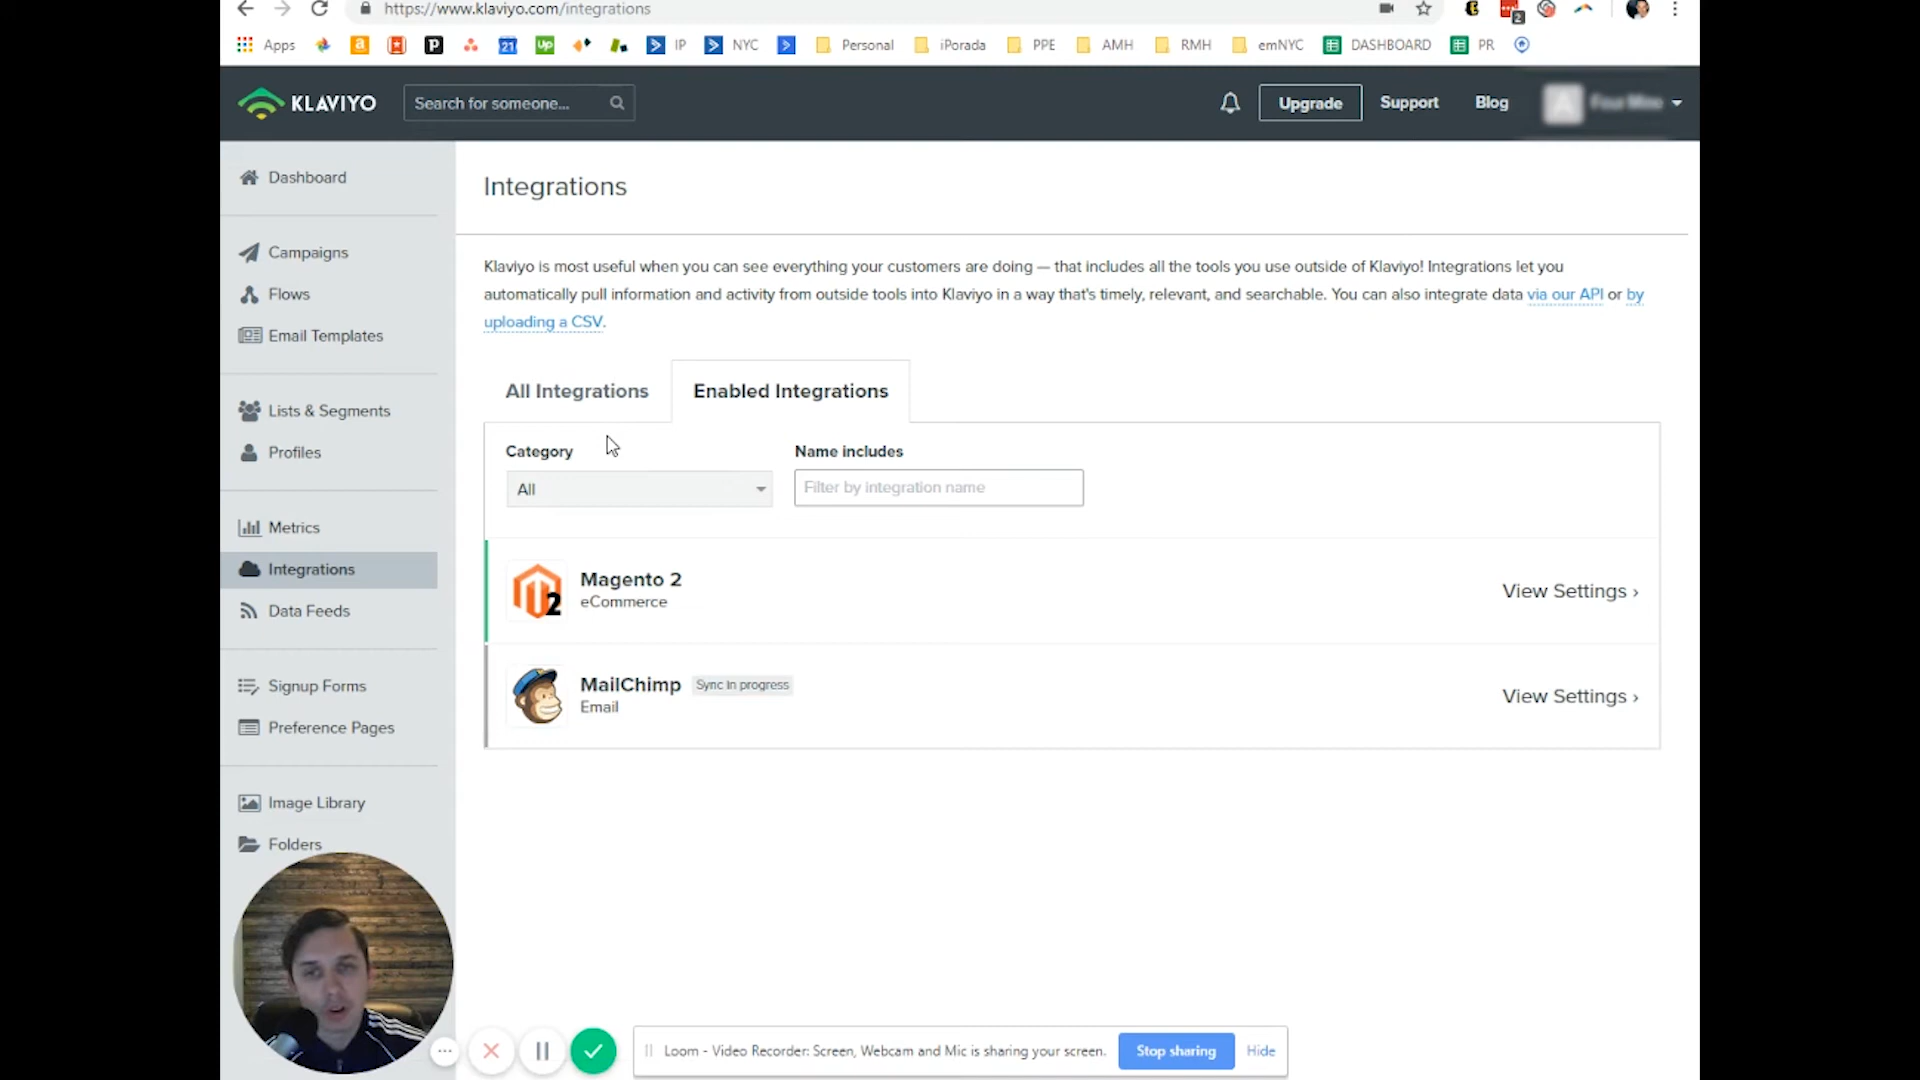 https://www.klaviyo.com/integrations
2
Apps
21
Up
IP
NYC
Personal
iPorada
PPE
AMH
RMH
emNYC
DASHBOARD
PR
KLAVIYO
Search for someone...
Upgrade
Support
Blog
Dashboard
Campaigns
Flows
Email Templates
Lists & Segments
Profiles
Metrics
Integrations
Data Feeds
Signup Forms
Preference Pages
Image Library
Folders
Integrations
Klaviyo is most useful when you can see everything your customers are doing — that includes all the tools you use outside of Klaviyo! Integrations let you
automatically pull information and activity from outside tools into Klaviyo in a way that's timely, relevant, and searchable. You can also integrate data via our API or by
uploading a CSV.
All Integrations
Enabled Integrations
Category
Name includes
All
Filter by integration name
2
Magento 2
eCommerce
View Settings ›
MailChimp
Sync in progress
Email
View Settings ›
Loom - Video Recorder: Screen, Webcam and Mic is sharing your screen.
Stop sharing
Hide